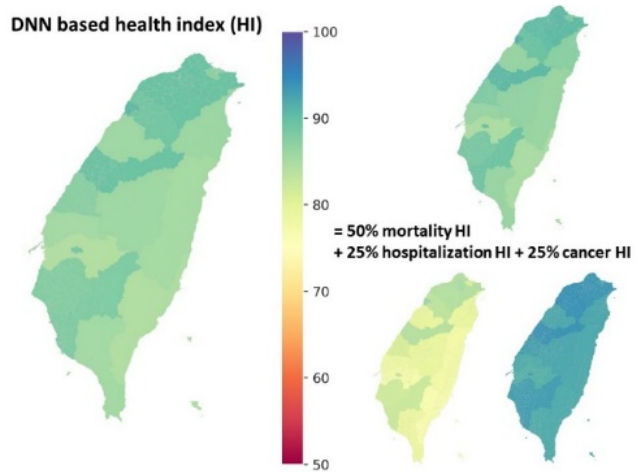 DNN based health index (HI)
100
90
80
70
60
50
= 50% mortality HI
+ 25% hospitalization HI + 25% cancer HI